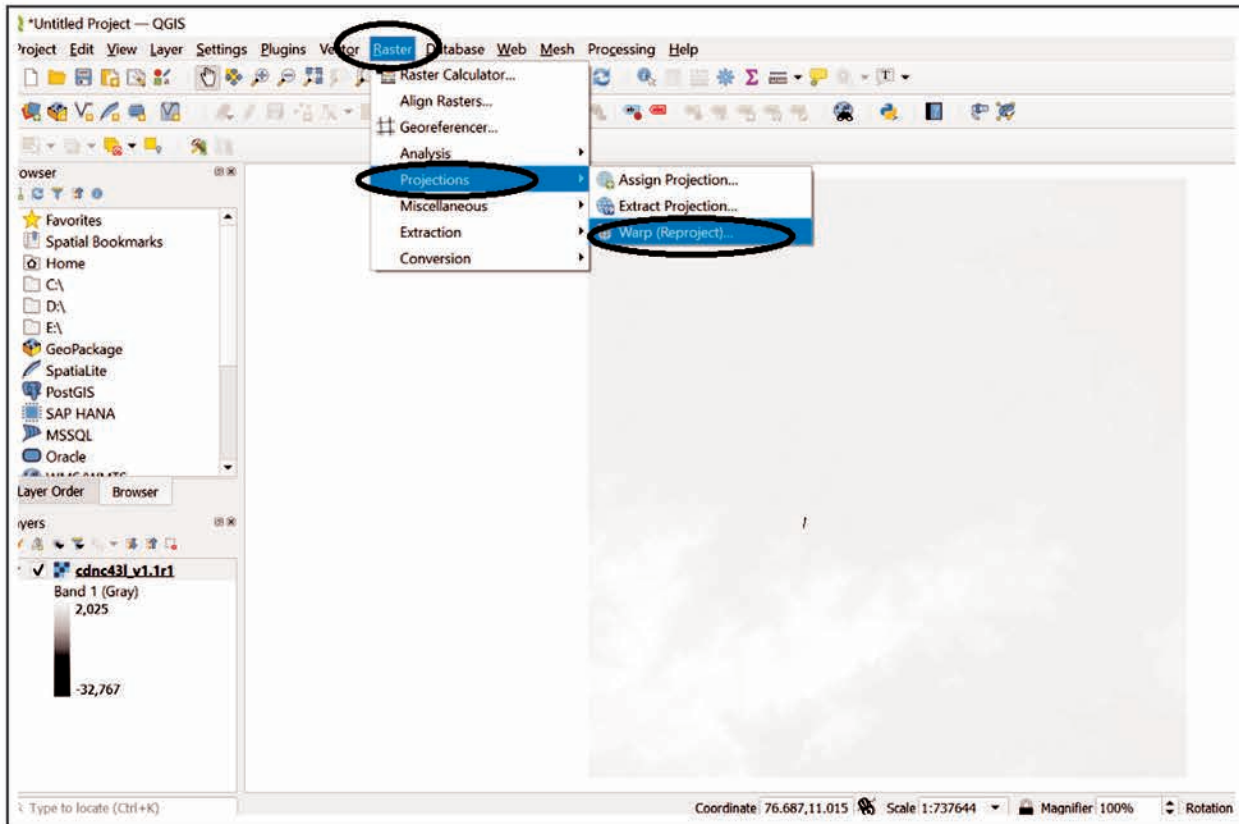 *Untitled Project — QGIS
Project Edit View Layer Settings Plugins Vector Raster Database Web Mesh Processing Help
Raster Calculator...
Align Rasters...
Georeferencer...
Analysis
Projections
Miscellaneous
Extraction
Conversion
Assign Projection...
Extract Projection...
Warp (Reproject)...
owser
Favorites
Spatial Bookmarks
Home
C:\
D:\
E:\
GeoPackage
SpatiaLite
PostGIS
SAP HANA
MSSQL
Oracle
Layer Order Browser
yers
cdnc43l_v1.1r1
Band 1 (Gray)
2,025
-32,767
Type to locate (Ctrl+K)
Coordinate 76.687,11.015 Scale 1:737644 Magnifier 100% Rotation